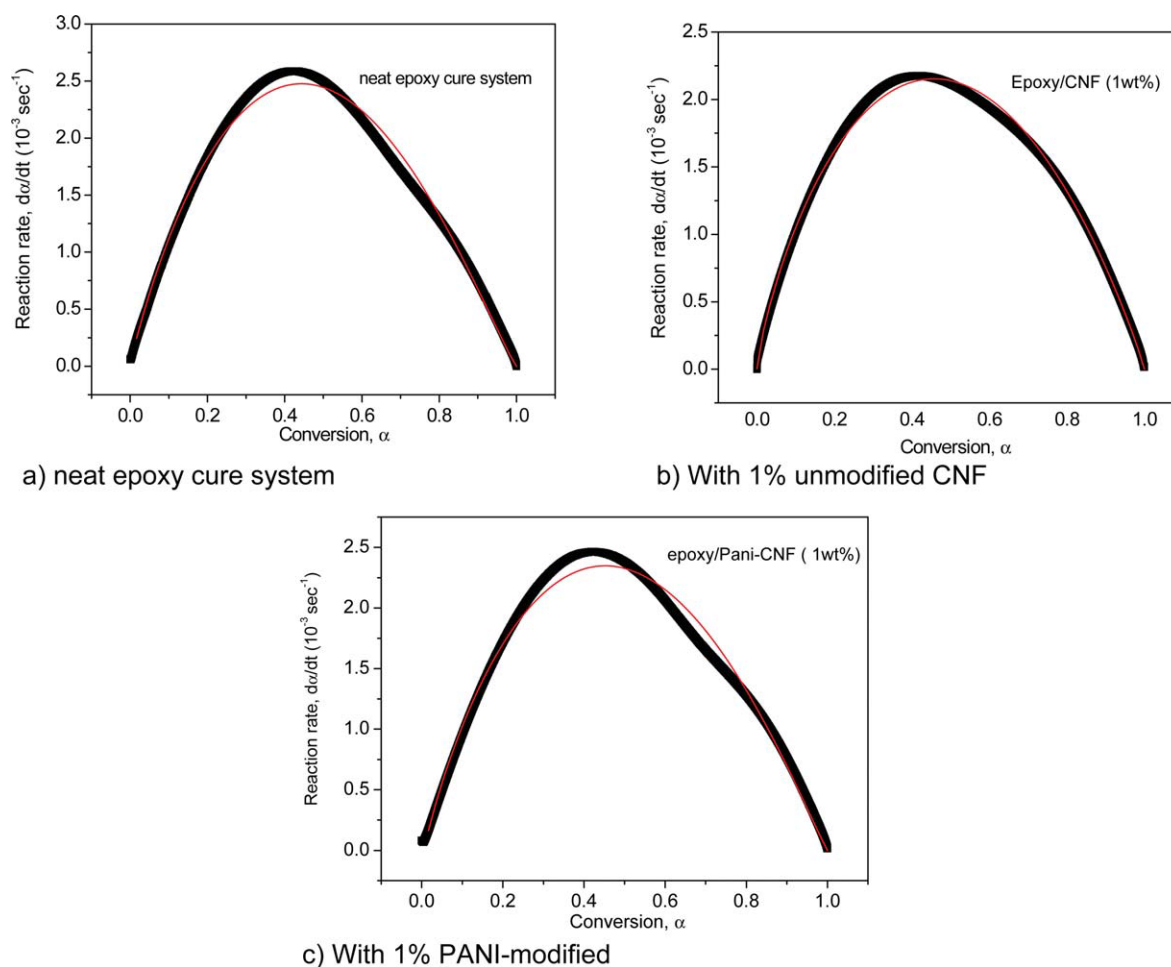 3.0
2.5
2.0
1.5
1.0
0.5
0.0
Reaction rate, dα/dt (10⁻³ sec⁻¹)
neat epoxy cure system
0.0 0.2 0.4 0.6 0.8 1.0
Conversion, α
a) neat epoxy cure system
2.5
2.0
1.5
1.0
0.5
0.0
Reaction rate, dα/dt (10⁻³ sec⁻¹)
Epoxy/CNF (1wt%)
0.0 0.2 0.4 0.6 0.8 1.0
Conversion, α
b) With 1% unmodified CNF
2.5
2.0
1.5
1.0
0.5
0.0
Reaction rate, dα/dt (10⁻³ sec⁻¹)
epoxy/Pani-CNF ( 1wt%)
0.0 0.2 0.4 0.6 0.8 1.0
Conversion, α
c) With 1% PANI-modified